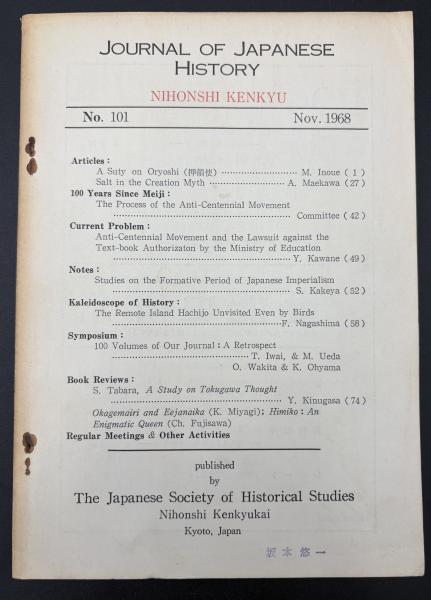 JOURNAL OF JAPANESE
HISTORY
NIHONSHI KENKYU
No. 101 Nov. 1968
Articles :
A Suty on Oryoshi (押領使) ······················ M. Inoue ( 1 )
Salt in the Creation Myth ······················ A. Maekawa (27)
100 Years Since Meiji :
The Process of the Anti-Centennial Movement
······················ Committee (42)
Current Problem :
Anti-Centennial Movement and the Lawsuit against the
Text-book Authorizaton by the Ministry of Education
······················ Y. Kawane (49)
Notes :
Studies on the Formative Period of Japanese Imperialism
······················ S. Kakeya (52)
Kaleidoscope of History :
The Remote Island Hachijo Unvisited Even by Birds
······················ F. Nagashima (58)
Symposium :
100 Volumes of Our Journal : A Retrospect
······················ T. Iwai, & M. Ueda
O. Wakita & K. Ohyama
Book Reviews :
S. Tabara, A Study on Tokugawa Thought
······················ Y. Kinugasa (74)
Okagemairi and Eejanaika (K. Miyagi); Himiko : An
Enigmatic Queen (Ch. Fujisawa)
Regular Meetings & Other Activities
published
by
The Japanese Society of Historical Studies
Nihonshi Kenkyukai
Kyoto, Japan
坂本悠一